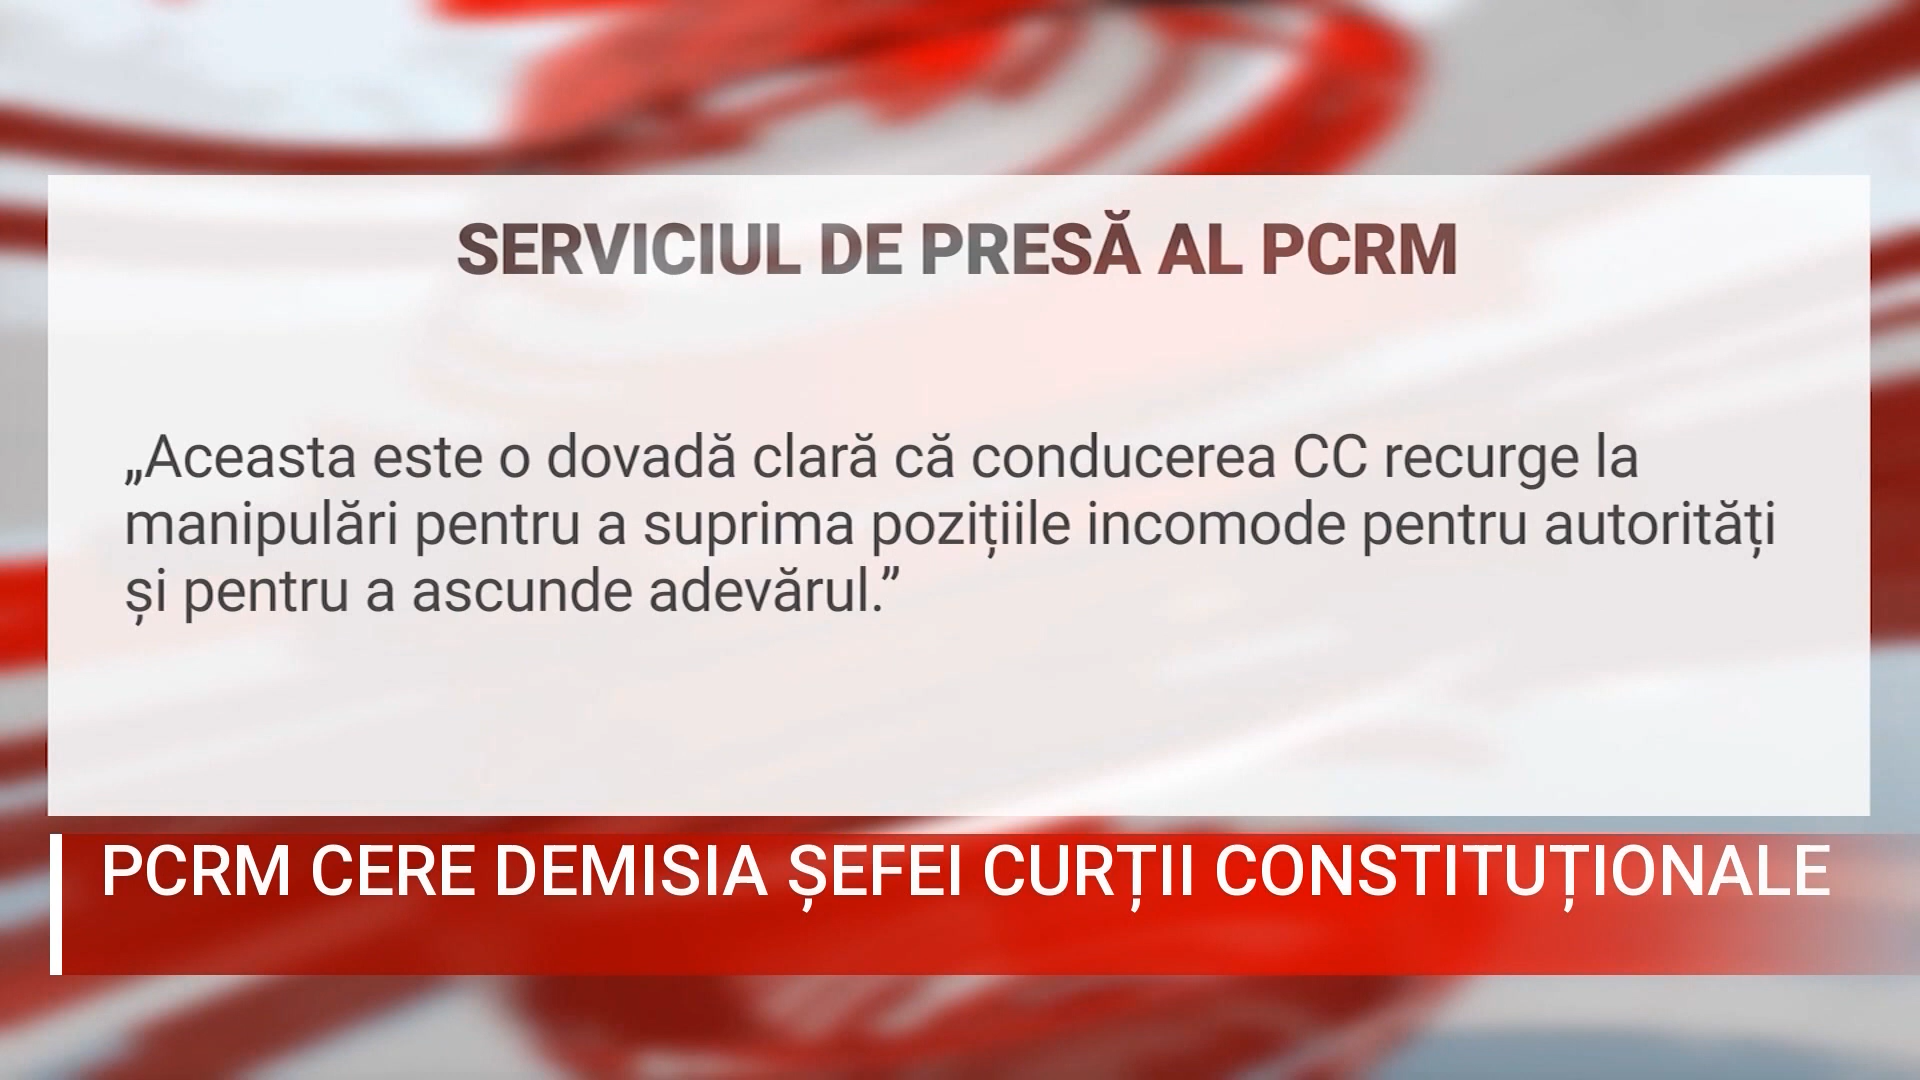 SERVICIUL DE PRESĂ AL PCRM
„Aceasta este o dovadă clară că conducerea CC recurge la
manipulări pentru a suprima pozițiile incomode pentru autorități
și pentru a ascunde adevărul.”
PCRM CERE DEMISIA ȘEFEI CURȚII CONSTITUȚIONALE